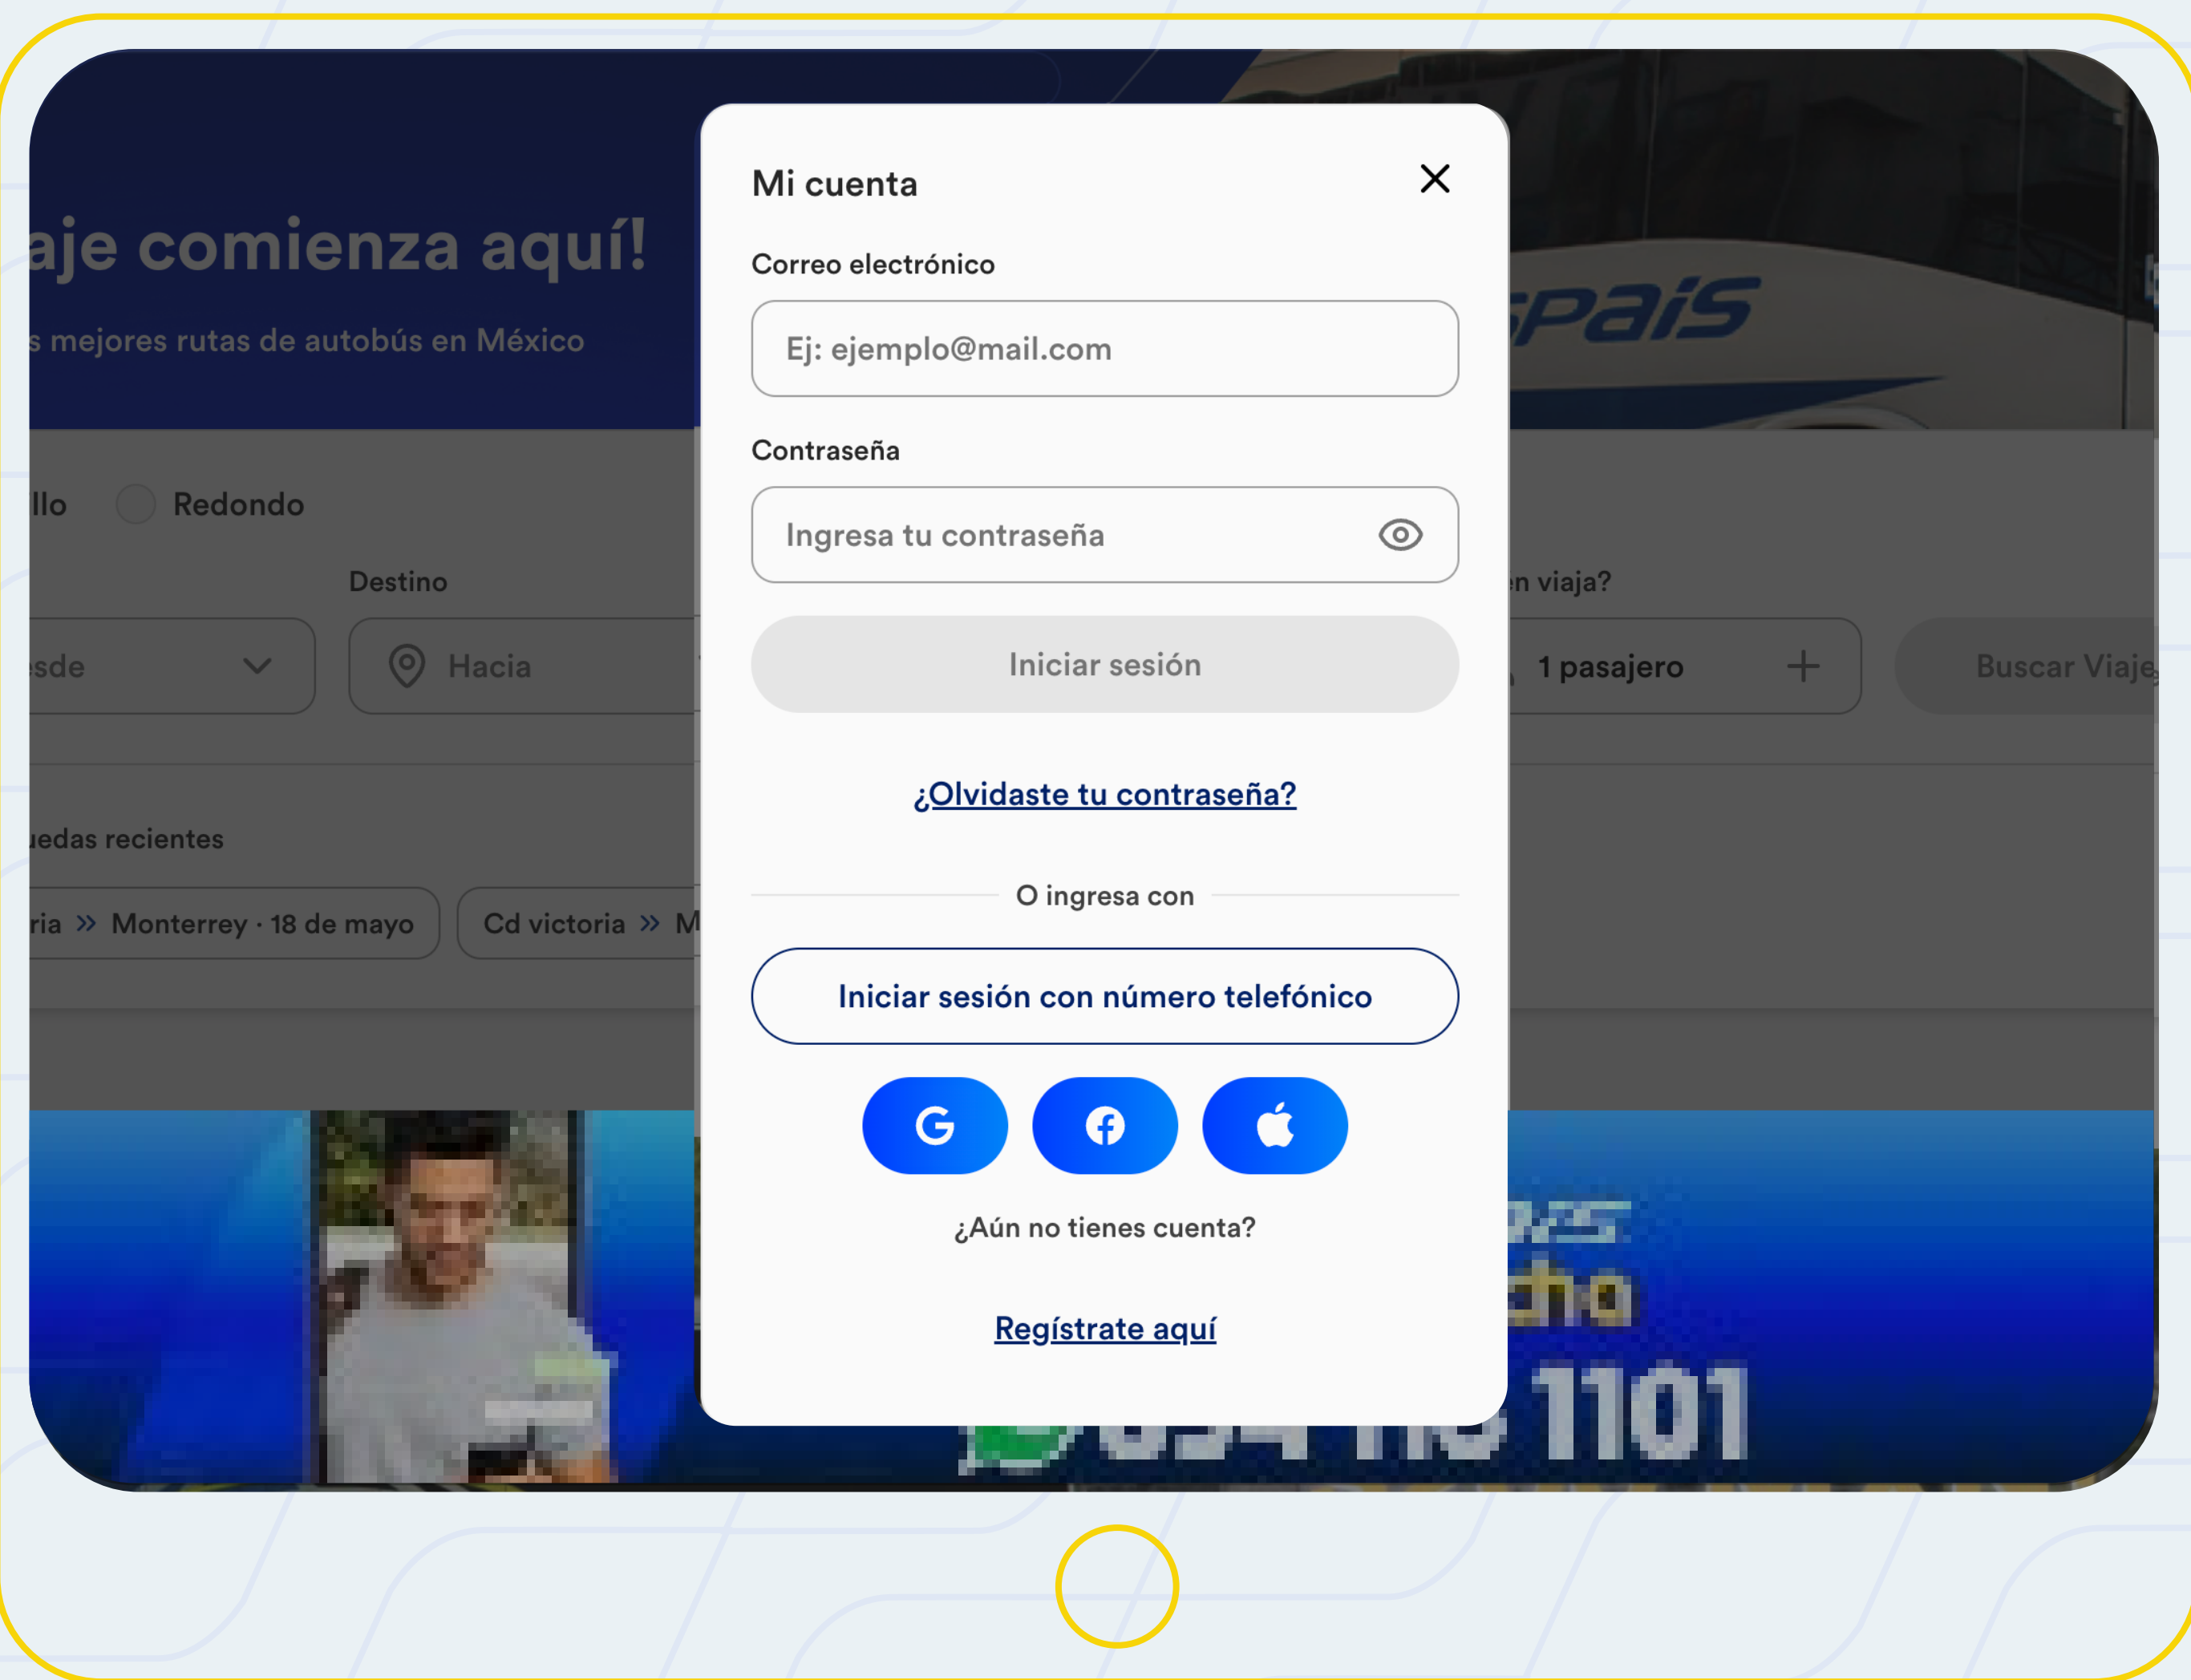 aje comienza aquí!
s mejores rutas de autobús en México
spaís
Mi cuenta
Correo electrónico
Ej: ejemplo@mail.com
Contraseña
Ingresa tu contraseña
Iniciar sesión
¿Olvidaste tu contraseña?
O ingresa con
Iniciar sesión con número telefónico
¿Aún no tienes cuenta?
Regístrate aquí
llo
Redondo
Destino
esde
Hacia
en viaja?
1 pasajero
Buscar Viaje
uedas recientes
ria » Monterrey · 18 de mayo
Cd victoria » M
1101